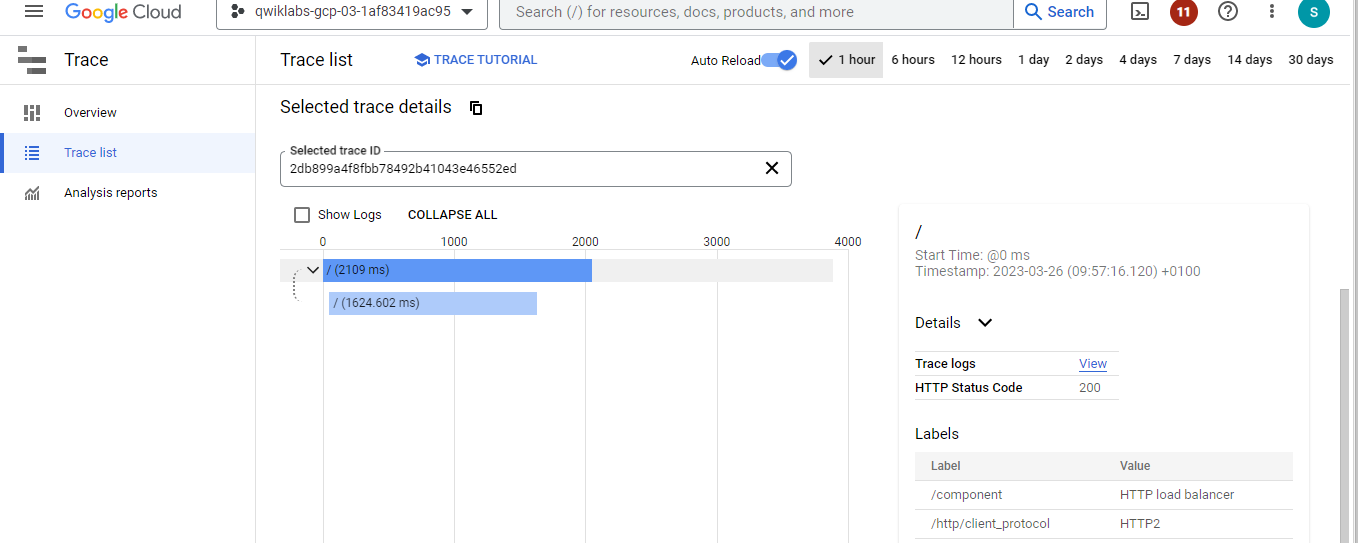 Google Cloud
qwiklabs-gcp-03-1af83419ac95
Search (/) for resources, docs, products, and more
Search
11
S
Trace
Trace list
TRACE TUTORIAL
Auto Reload
1 hour
6 hours
12 hours
1 day
2 days
4 days
7 days
14 days
30 days
Overview
Trace list
Analysis reports
Selected trace details
Selected trace ID
2db899a4f8fbb78492b41043e46552ed
Show Logs
COLLAPSE ALL
0 1000 2000 3000 4000
/ (2109 ms)
/ (1624.602 ms)
/
Start Time: @0 ms
Timestamp: 2023-03-26 (09:57:16.120) +0100
Details
Trace logs View
HTTP Status Code 200
Labels
Label Value
/component HTTP load balancer
/http/client_protocol HTTP2